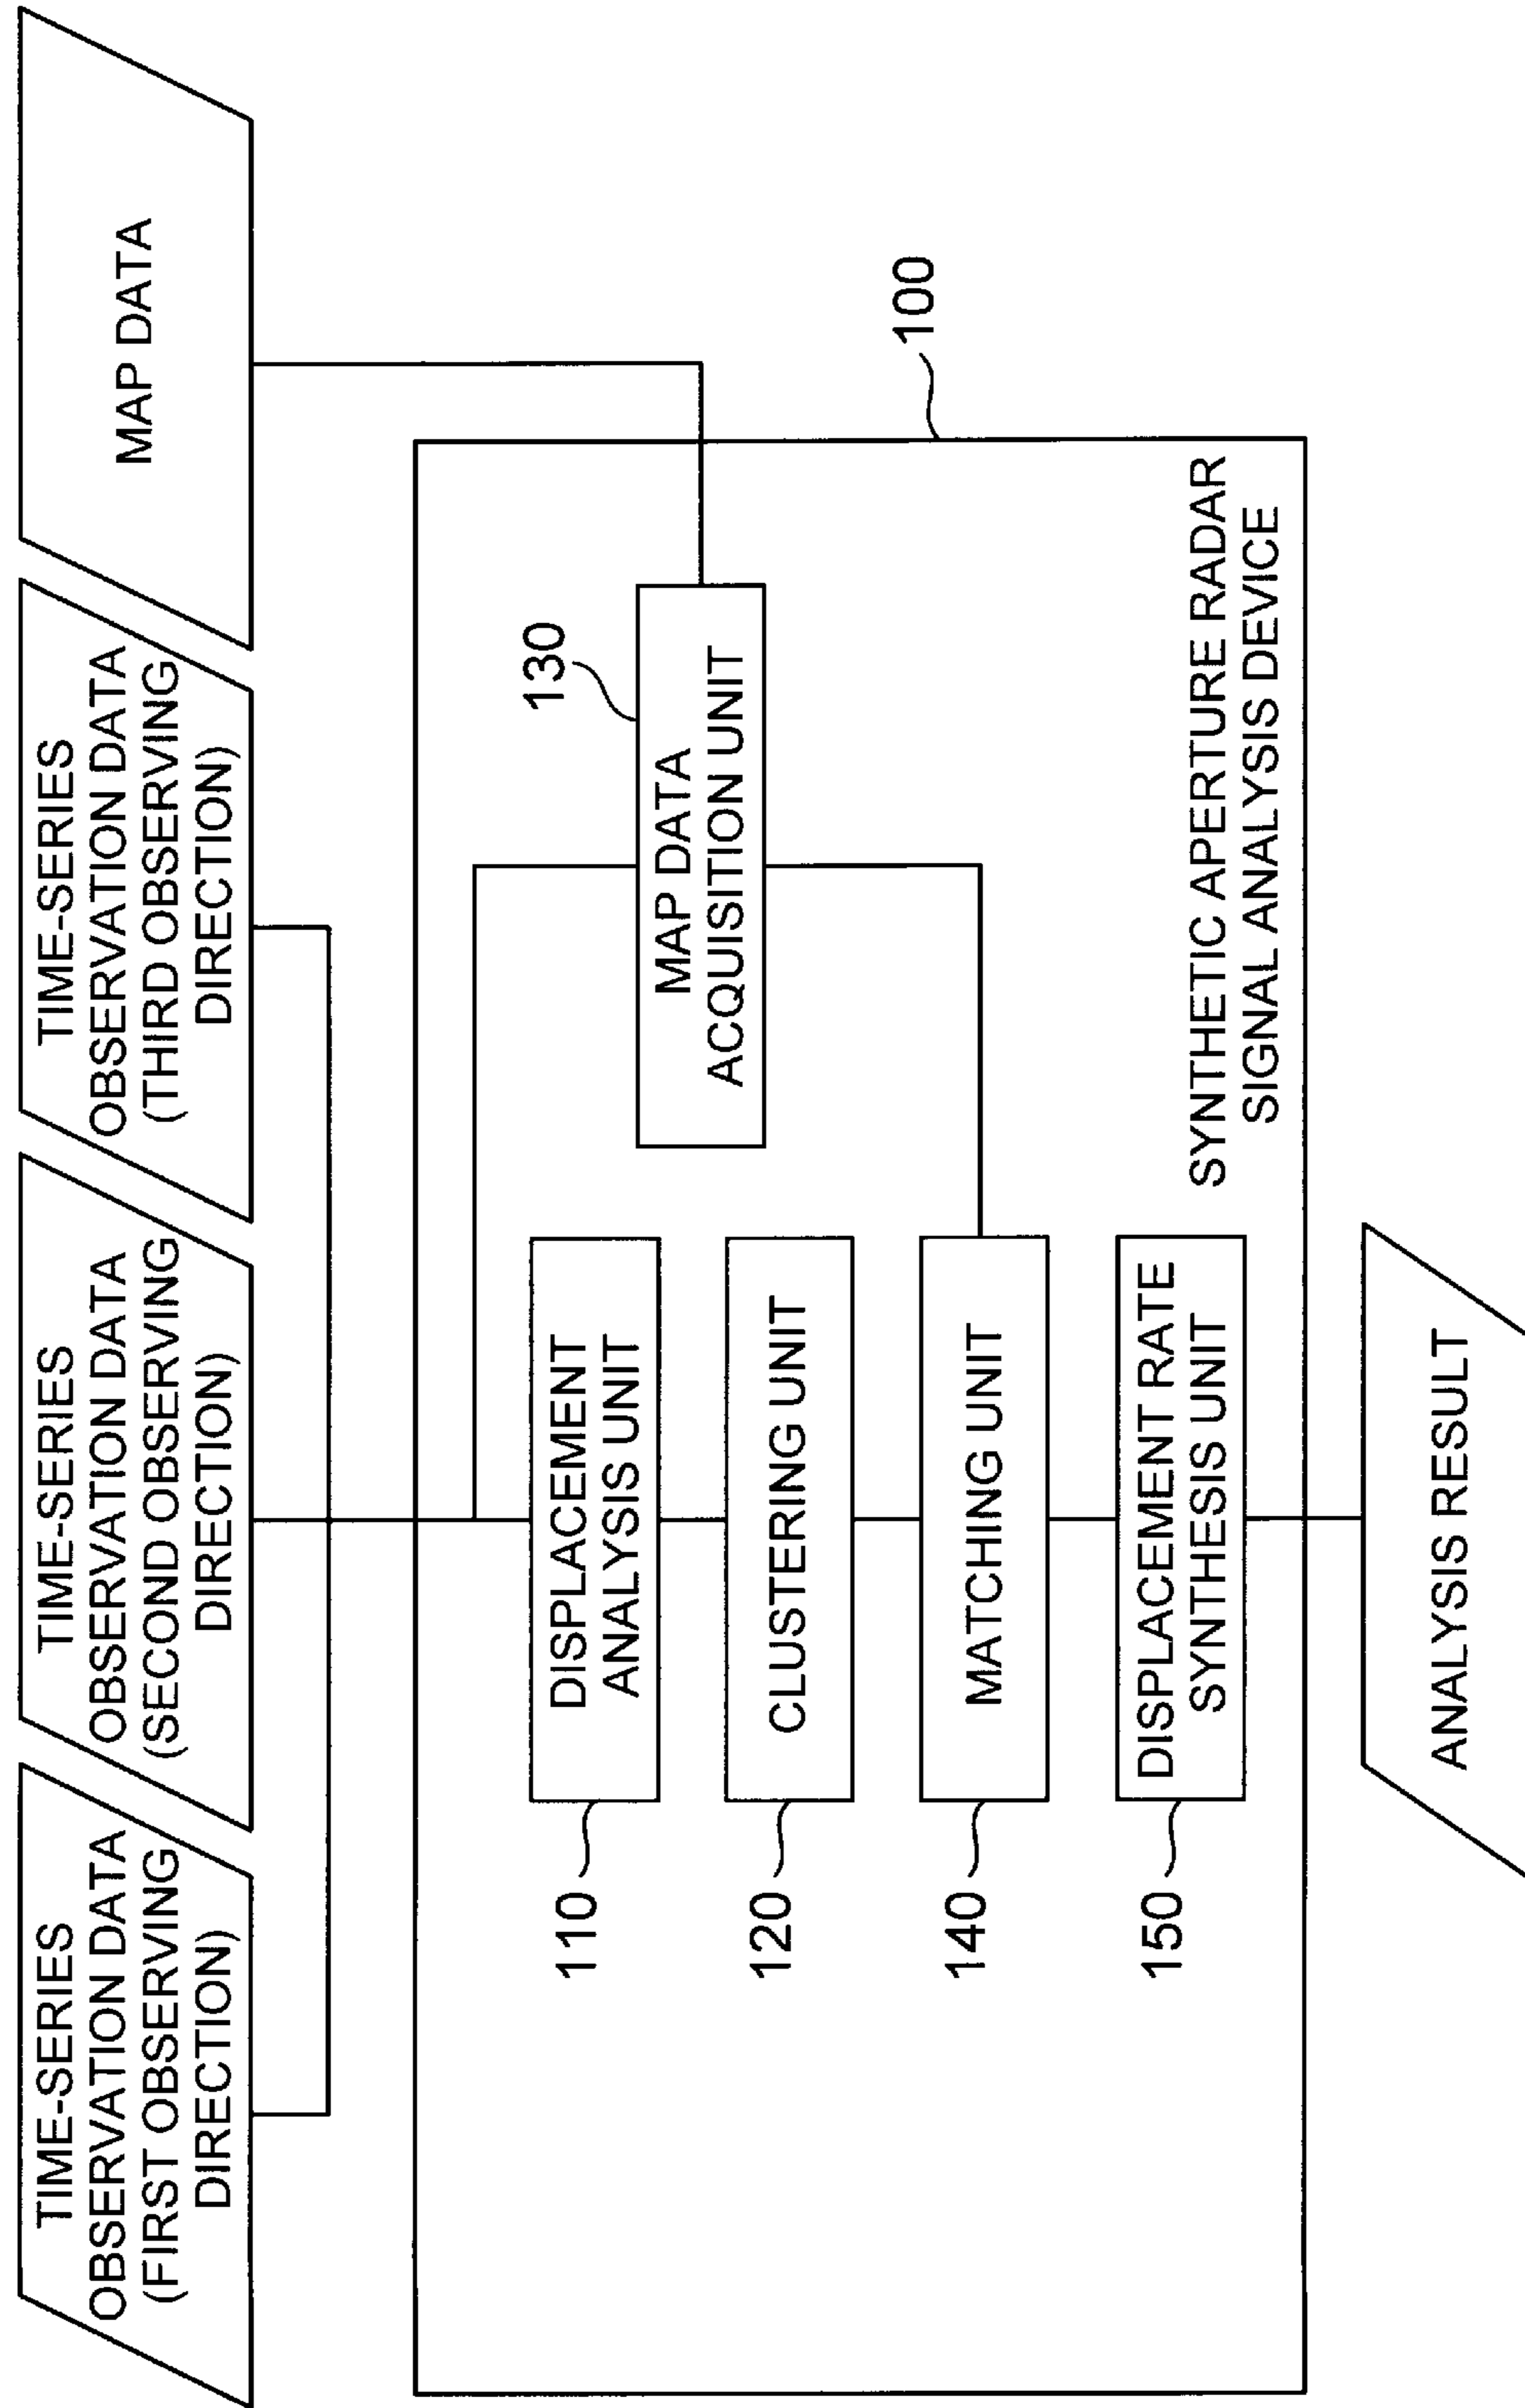 TIME-SERIES
OBSERVATION DATA
(FIRST OBSERVING
DIRECTION)
TIME-SERIES
OBSERVATION DATA
(SECOND OBSERVING
DIRECTION)
TIME-SERIES
OBSERVATION DATA
(THIRD OBSERVING
DIRECTION)
MAP DATA
100
110
DISPLACEMENT
ANALYSIS UNIT
130
MAP DATA
ACQUISITION UNIT
120
CLUSTERING UNIT
140
MATCHING UNIT
150
DISPLACEMENT RATE
SYNTHESIS UNIT
SYNTHETIC APERTURE RADAR
SIGNAL ANALYSIS DEVICE
ANALYSIS RESULT